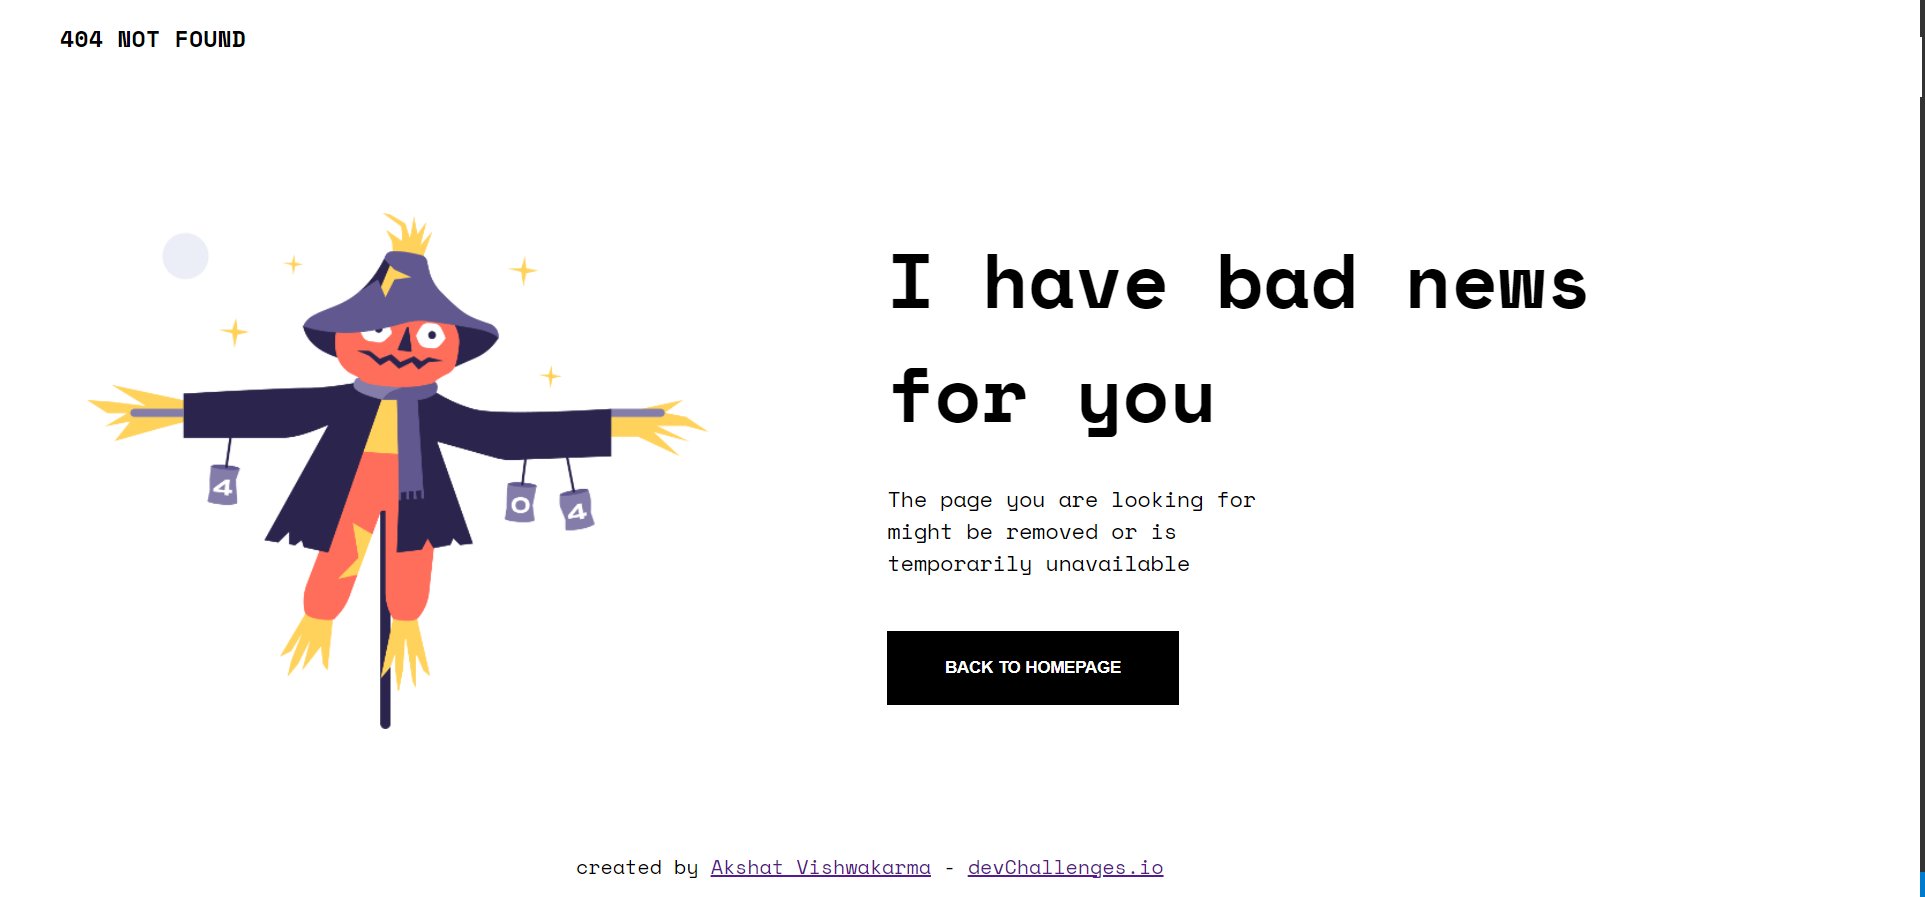 404 NOT FOUND
I have bad news
for you
4
0
4
The page you are looking for
might be removed or is
temporarily unavailable
BACK TO HOMEPAGE
created by Akshat Vishwakarma - devChallenges.io